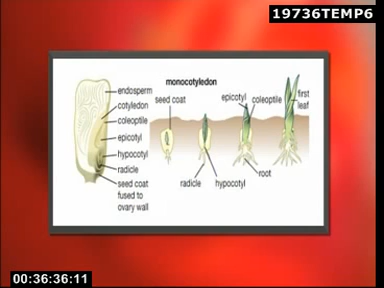 19736TEMP6
monocotyledon
endosperm
cotyledon
coleoptile
epicotyl
hypocotyl
radicle
seed coat
fused to
ovary wall
seed coat
epicotyl
coleoptile
first
leaf
radicle
hypocotyl
root
00:36:36:11